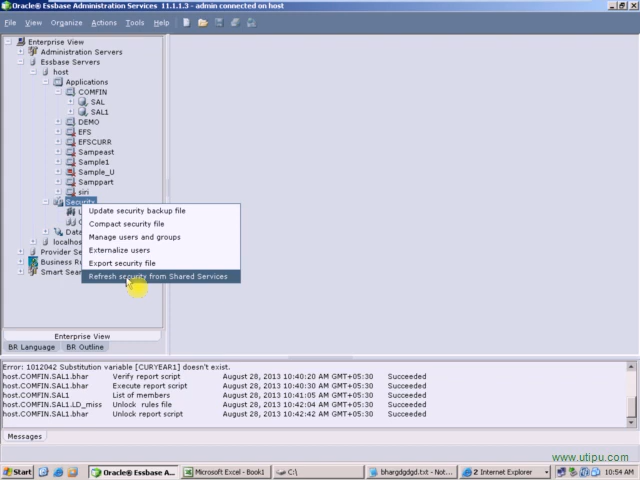 Oracle® Essbase Administration Services 11.1.1.3 - admin connected on host
File View Organize Actions Tools Help
Enterprise View
Administration Servers
Essbase Servers
host
Applications
COMFIN
SAL
SAL1
DEMO
EFS
EFSCURR
Sampeast
Sample1
Sample_U
Samppart
siri
Security
Update security backup file
Compact security file
Manage users and groups
Externalize users
Export security file
Refresh security from Shared Services
Data
localhos
Provider Se
Business Ru
Smart Sear
Enterprise View
BR Language BR Outline
Error: 1012042 Substitution variable [CURYEAR1] doesn't exist.
host.COMFIN.SAL1.bhar Verify report script August 28, 2013 10:40:20 AM GMT+05:30 Succeeded
host.COMFIN.SAL1.bhar Execute report script August 28, 2013 10:40:30 AM GMT+05:30 Succeeded
host.COMFIN.SAL1 List of members August 28, 2013 10:41:05 AM GMT+05:30 Succeeded
host.COMFIN.SAL1.LD_miss Unlock rules file August 28, 2013 10:42:04 AM GMT+05:30 Succeeded
host.COMFIN.SAL1.bhar Unlock report script August 28, 2013 10:42:42 AM GMT+05:30 Succeeded
Messages
www.utipu.com
Start Oracle® Essbase A... Microsoft Excel - Book1 C:\ bhargdgdgd.txt - Not... 2 Internet Explorer 10:54 AM